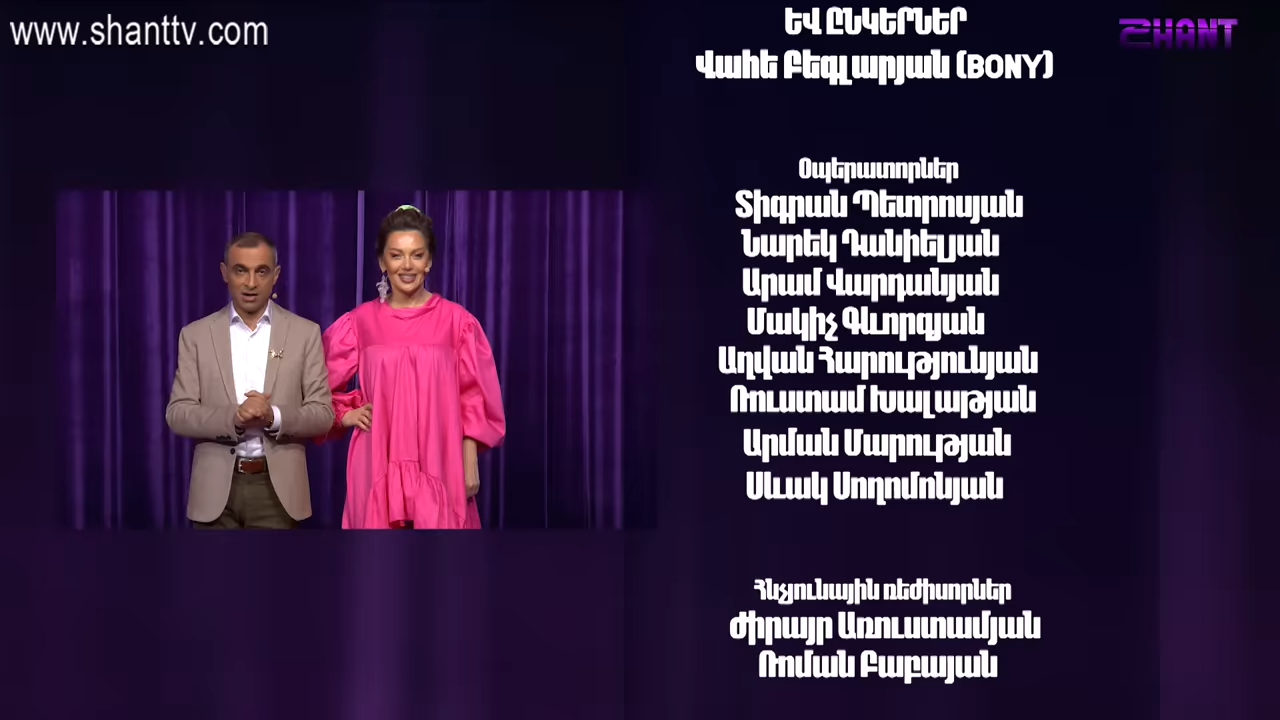 www.shanttv.com
SHANT
ԵՎ ԸՆԿԵՐՆԵՐ
Վահե Բեգլարյան (BONY)
Օպերատորներ
Տիգրան Պետրոսյան
Նարեկ Դանիելյան
Արամ Վարդանյան
Մակիչ Գևորգյան
Աղվան Հարությունյան
Ռուստամ Խալաթյան
Արման Մարության
Սևակ Սողոմոնյան
Հնչյունային ռեժիսորներ
Ժիրայր Առուստամյան
Ռոման Բաբայան